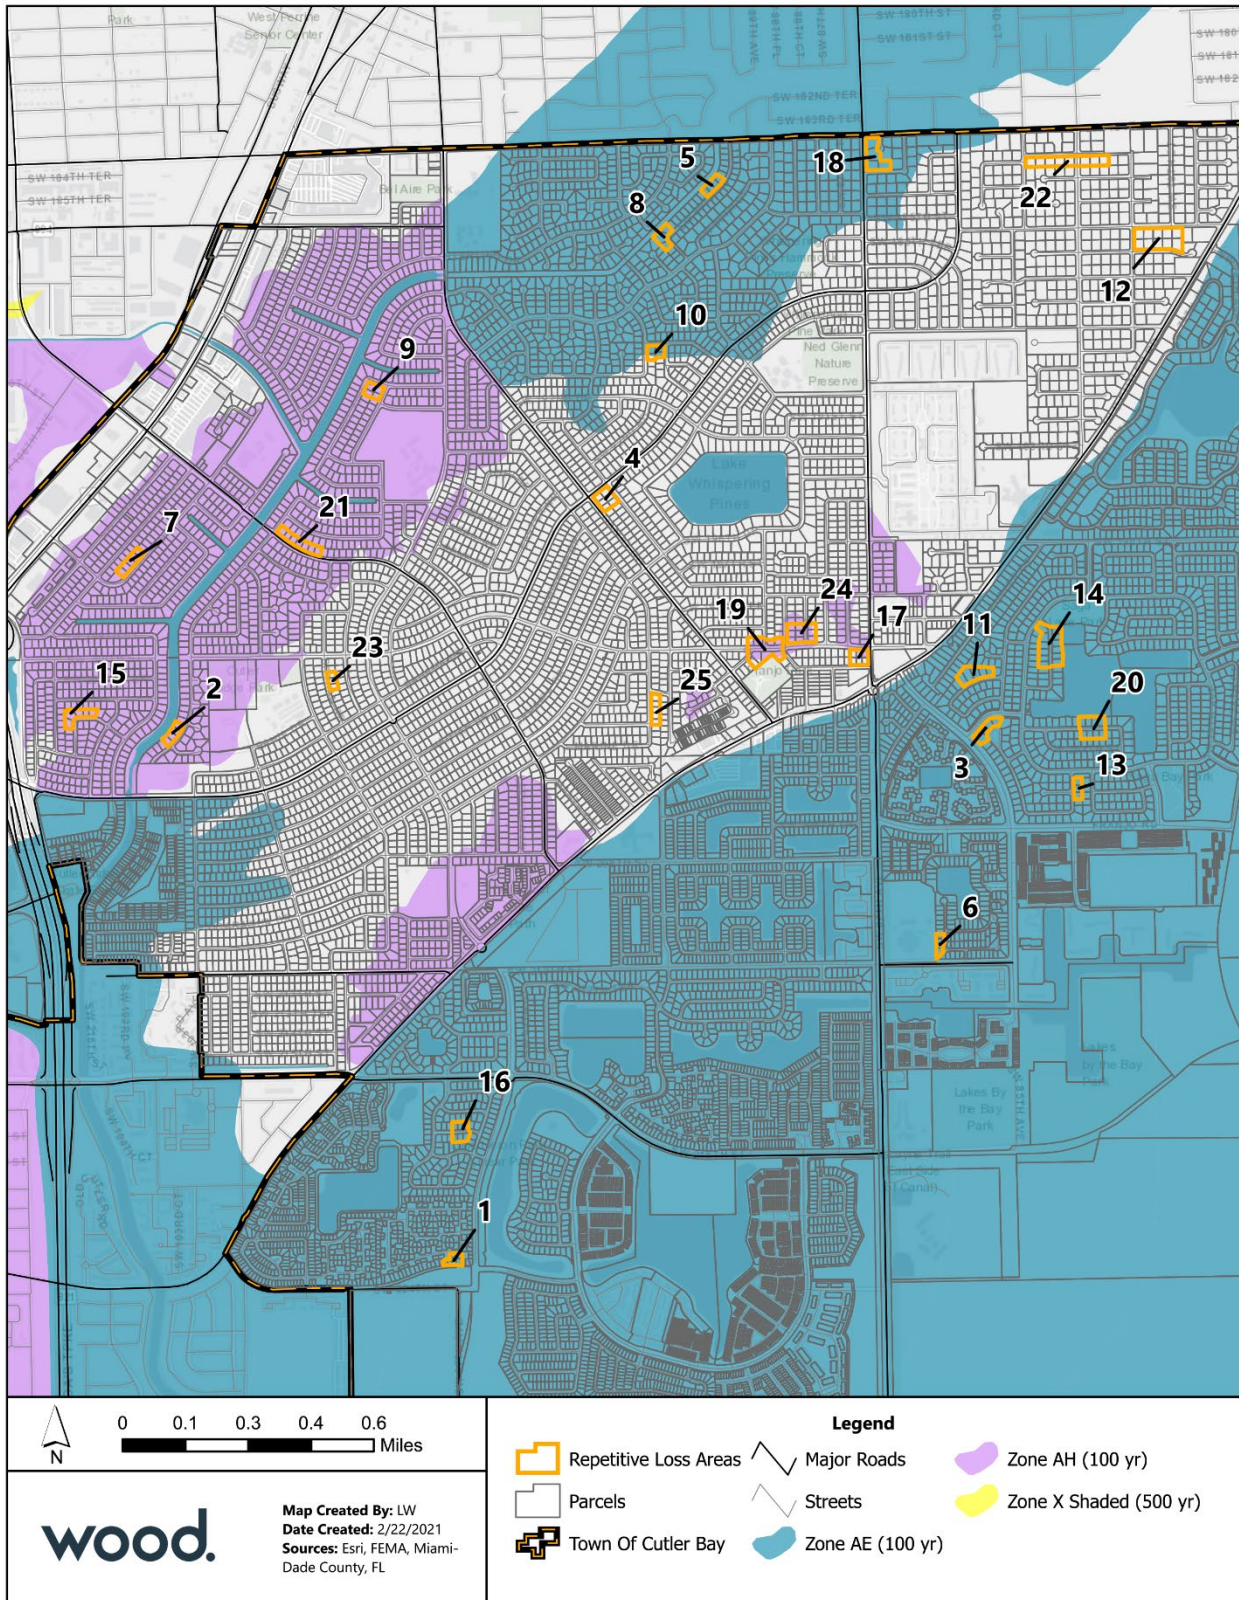 Park
West Perrine
Senior Center
SW 180TH ST
SW 181ST ST
SW 182ND TER
SW 183RD TER
SW 184TH TER
SW 185TH TER
Bel Aire Park
5
18
22
8
12
10
Ned Glenn
Nature
Preserve
9
4
Lake
Whispering
Pines
21
7
24
14
19
17
11
23
25
15
2
20
3
13
6
Lakes
by the Bay
Park
Lakes By
the Bay
Park
16
1
N
0 0.1 0.3 0.4 0.6
Miles
wood.
Map Created By: LW
Date Created: 2/22/2021
Sources: Esri, FEMA, Miami-
Dade County, FL
Legend
Repetitive Loss Areas
Major Roads
Zone AH (100 yr)
Parcels
Streets
Zone X Shaded (500 yr)
Town Of Cutler Bay
Zone AE (100 yr)